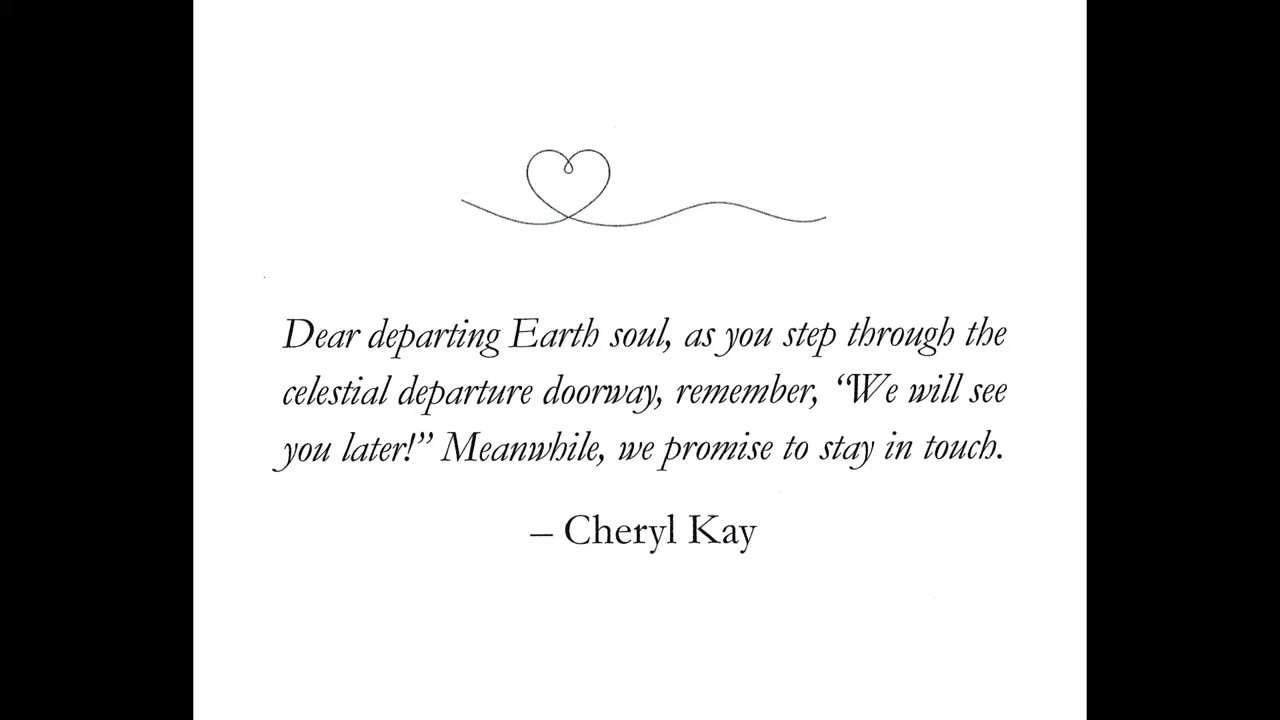 Dear departing Earth soul, as you step through the
celestial departure doorway, remember, “We will see
you later!” Meanwhile, we promise to stay in touch.
– Cheryl Kay